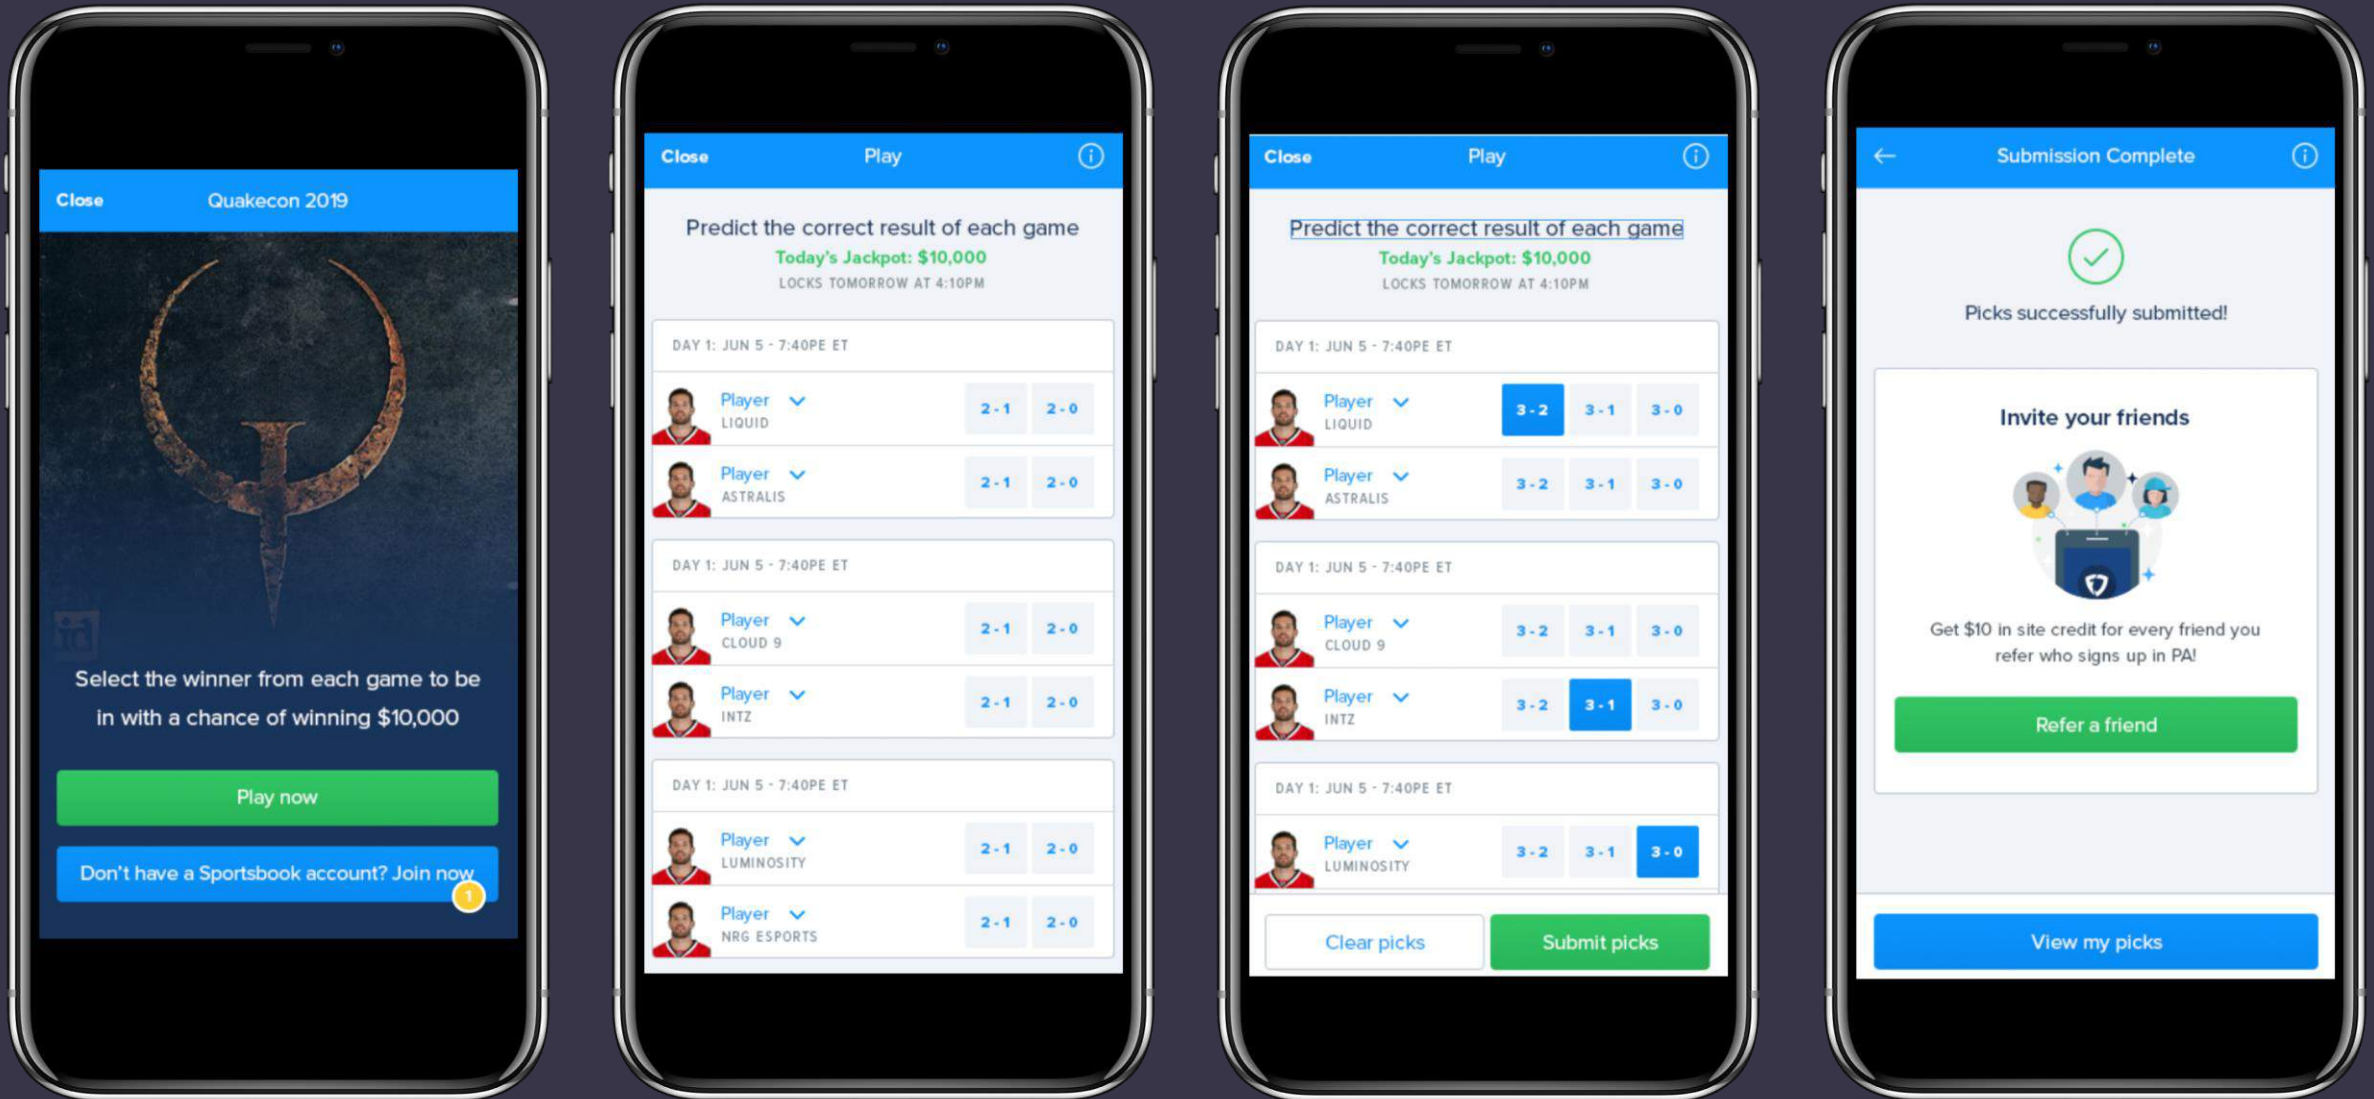 Close Quakecon 2019
id
Select the winner from each game to be
in with a chance of winning $10,000
Play now
Don't have a Sportsbook account? Join now
1
Close Play
Predict the correct result of each game
Today's Jackpot: $10,000
LOCKS TOMORROW AT 4:10PM
DAY 1: JUN 5 - 7:40PE ET
Player 2 - 1 2 - 0
LIQUID
Player 2 - 1 2 - 0
ASTRALIS
DAY 1: JUN 5 - 7:40PE ET
Player 2 - 1 2 - 0
CLOUD 9
Player 2 - 1 2 - 0
INTZ
DAY 1: JUN 5 - 7:40PE ET
Player 2 - 1 2 - 0
LUMINOSITY
Player 2 - 1 2 - 0
NRG ESPORTS
Close Play
Predict the correct result of each game
Today's Jackpot: $10,000
LOCKS TOMORROW AT 4:10PM
DAY 1: JUN 5 - 7:40PE ET
Player 3 - 2 3 - 1 3 - 0
LIQUID
Player 3 - 2 3 - 1 3 - 0
ASTRALIS
DAY 1: JUN 5 - 7:40PE ET
Player 3 - 2 3 - 1 3 - 0
CLOUD 9
Player 3 - 2 3 - 1 3 - 0
INTZ
DAY 1: JUN 5 - 7:40PE ET
Player 3 - 2 3 - 1 3 - 0
LUMINOSITY
Clear picks Submit picks
Submission Complete
Picks successfully submitted!
Invite your friends
Get $10 in site credit for every friend you
refer who signs up in PA!
Refer a friend
View my picks